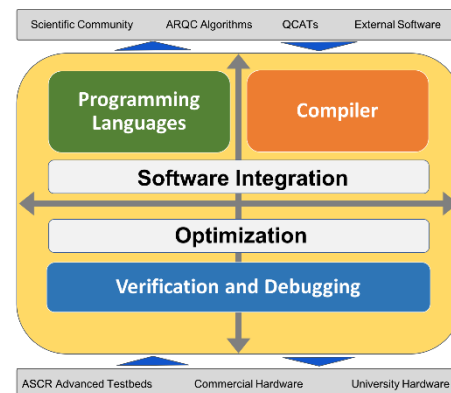 Scientific Community ARQC Algorithms QCATs External Software
Programming Languages
Compiler
Software Integration
Optimization
Verification and Debugging
ASCR Advanced Testbeds Commercial Hardware University Hardware